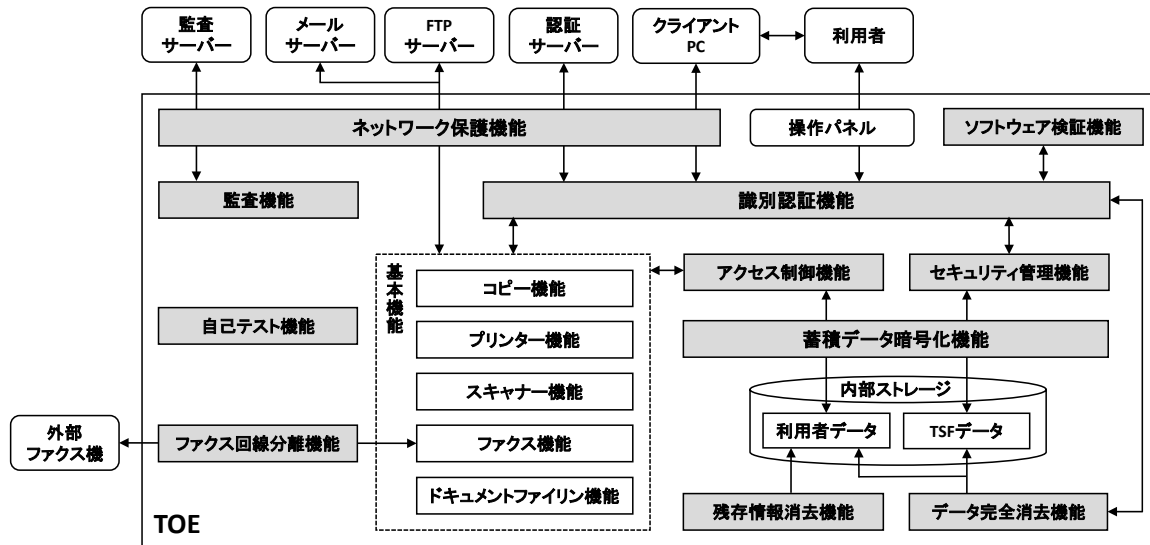 監査
サーバー
メール
サーバー
FTP
サーバー
認証
サーバー
クライアント
PC
利用者
ネットワーク保護機能
操作パネル
ソフトウェア検証機能
監査機能
識別認証機能
基本機能
コピー機能
アクセス制御機能
セキュリティ管理機能
自己テスト機能
プリンター機能
蓄積データ暗号化機能
スキャナー機能
内部ストレージ
外部
ファクス機
ファクス回線分離機能
ファクス機能
利用者データ
TSFデータ
ドキュメントファイリン機能
残存情報消去機能
データ完全消去機能
TOE